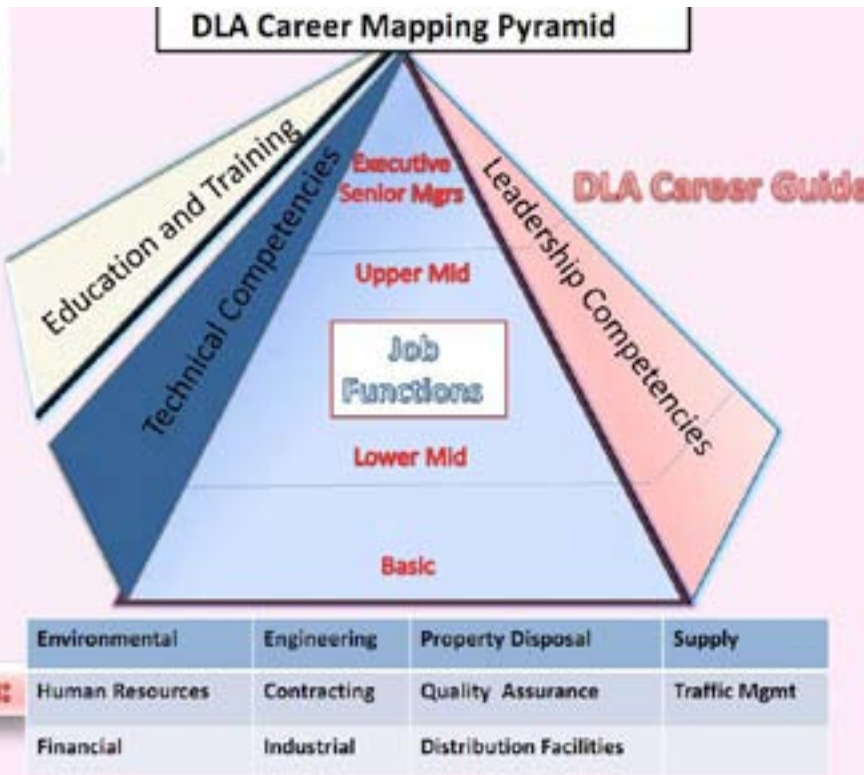 DLA Career Mapping Pyramid
Education and Training
Technical Competencies
Executive
Senior Mgrs
Leadership Competencies
DLA Career Guide
Upper Mid
Job
Functions
Lower Mid
Basic
Environmental Engineering Property Disposal Supply
Human Resources Contracting Quality Assurance Traffic Mgmt
Financial Industrial Distribution Facilities